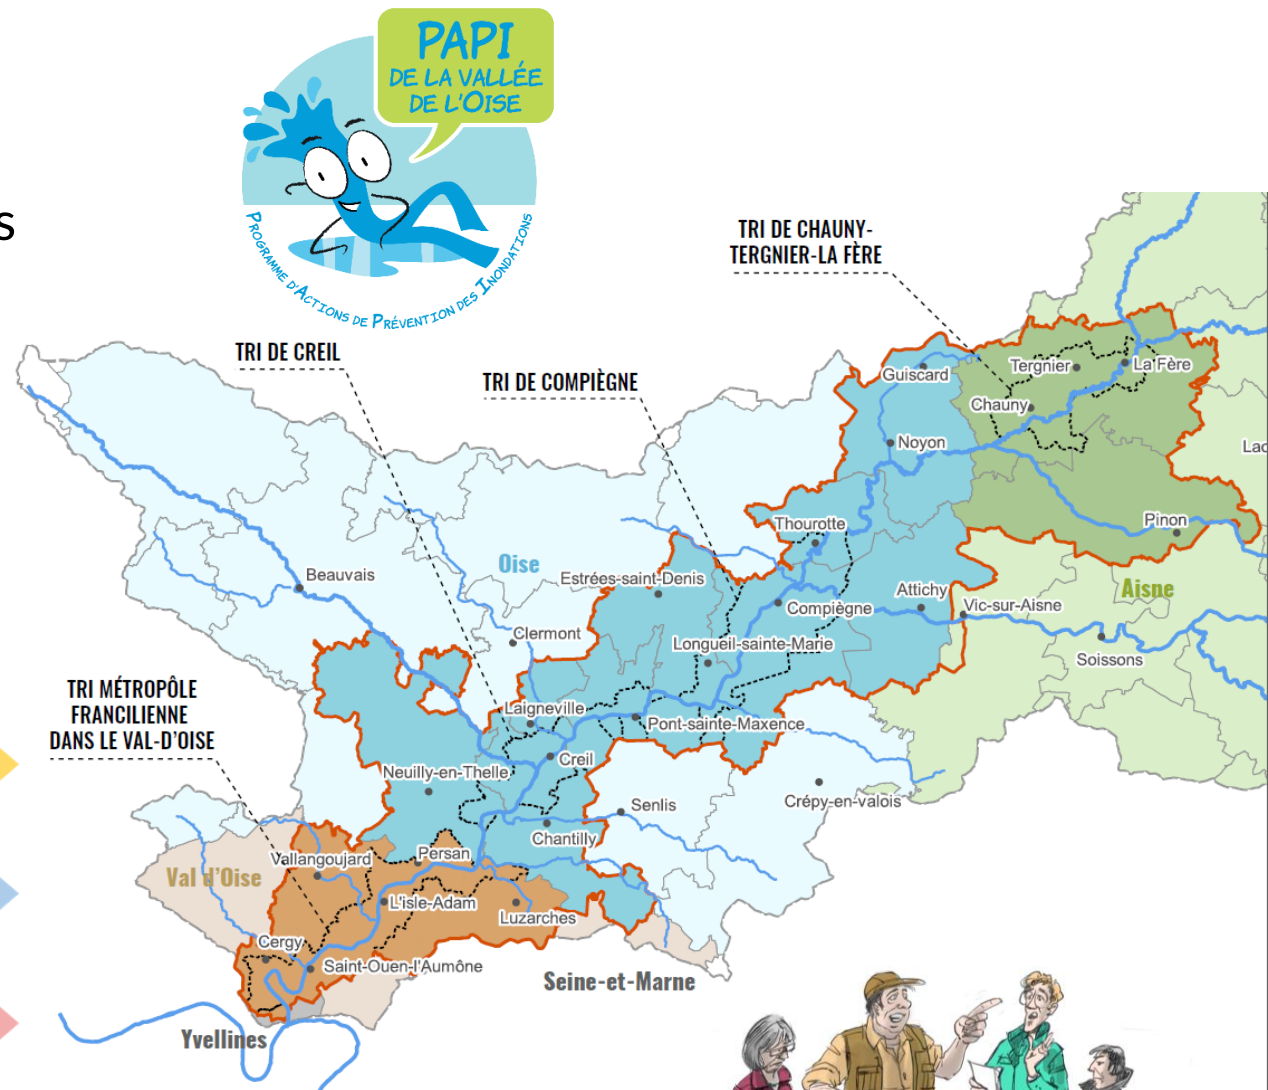 PAPI
DE LA VALLÉE
DE L'OISE
PROGRAMME D'ACTIONS DE PRÉVENTION DES INONDATIONS
s
TRI DE CHAUNY-
TERGNIER-LA FÈRE
TRI DE CREIL
TRI DE COMPIÈGNE
Guiscard
Tergnier
La Fère
Chauny
Noyon
Lao
Thourotte
Pinon
Oise
Beauvais
Estrées-saint-Denis
Attichy
Aisne
Compiègne
Vic-sur-Aisne
Clermont
Longueil-sainte-Marie
Soissons
TRI MÉTROPÔLE
FRANCILIENNE
DANS LE VAL-D'OISE
Laigneville
Pont-sainte-Maxence
Creil
Neuilly-en-Thelle
Senlis
Crépy-en-valois
Chantilly
Vallangoujard
Persan
Val d'Oise
L'isle-Adam
Luzarches
Cergy
Saint-Ouen-l'Aumône
Seine-et-Marne
Yvellines